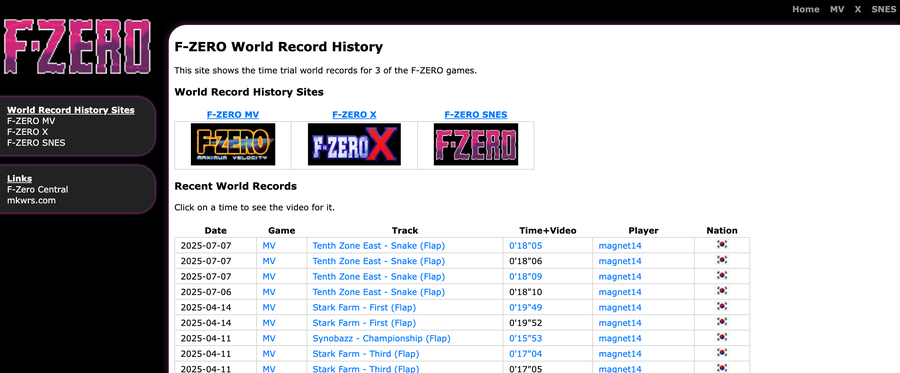 Home MV X SNES
F-ZERO
World Record History Sites
F-ZERO MV
F-ZERO X
F-ZERO SNES
Links
F-Zero Central
mkwrs.com
F-ZERO World Record History
This site shows the time trial world records for 3 of the F-ZERO games.
World Record History Sites
F-ZERO MV F-ZERO X F-ZERO SNES
F-ZERO MAXIMUM VELOCITY F-ZERO X F-ZERO
Recent World Records
Click on a time to see the video for it.
Date Game Track Time+Video Player Nation
2025-07-07 MV Tenth Zone East - Snake (Flap) 0'18"05 magnet14
2025-07-07 MV Tenth Zone East - Snake (Flap) 0'18"06 magnet14
2025-07-07 MV Tenth Zone East - Snake (Flap) 0'18"09 magnet14
2025-07-06 MV Tenth Zone East - Snake (Flap) 0'18"10 magnet14
2025-04-14 MV Stark Farm - First (Flap) 0'19"49 magnet14
2025-04-14 MV Stark Farm - First (Flap) 0'19"52 magnet14
2025-04-11 MV Synobazz - Championship (Flap) 0'15"53 magnet14
2025-04-11 MV Stark Farm - Third (Flap) 0'17"04 magnet14
2025-04-11 MV Stark Farm - Third (Flap) 0'17"05 magnet14